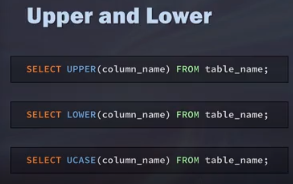 Upper and Lower
SELECT UPPER(column_name) FROM table_name;
SELECT LOWER(column_name) FROM table_name;
SELECT UCASE(column_name) FROM table_name;